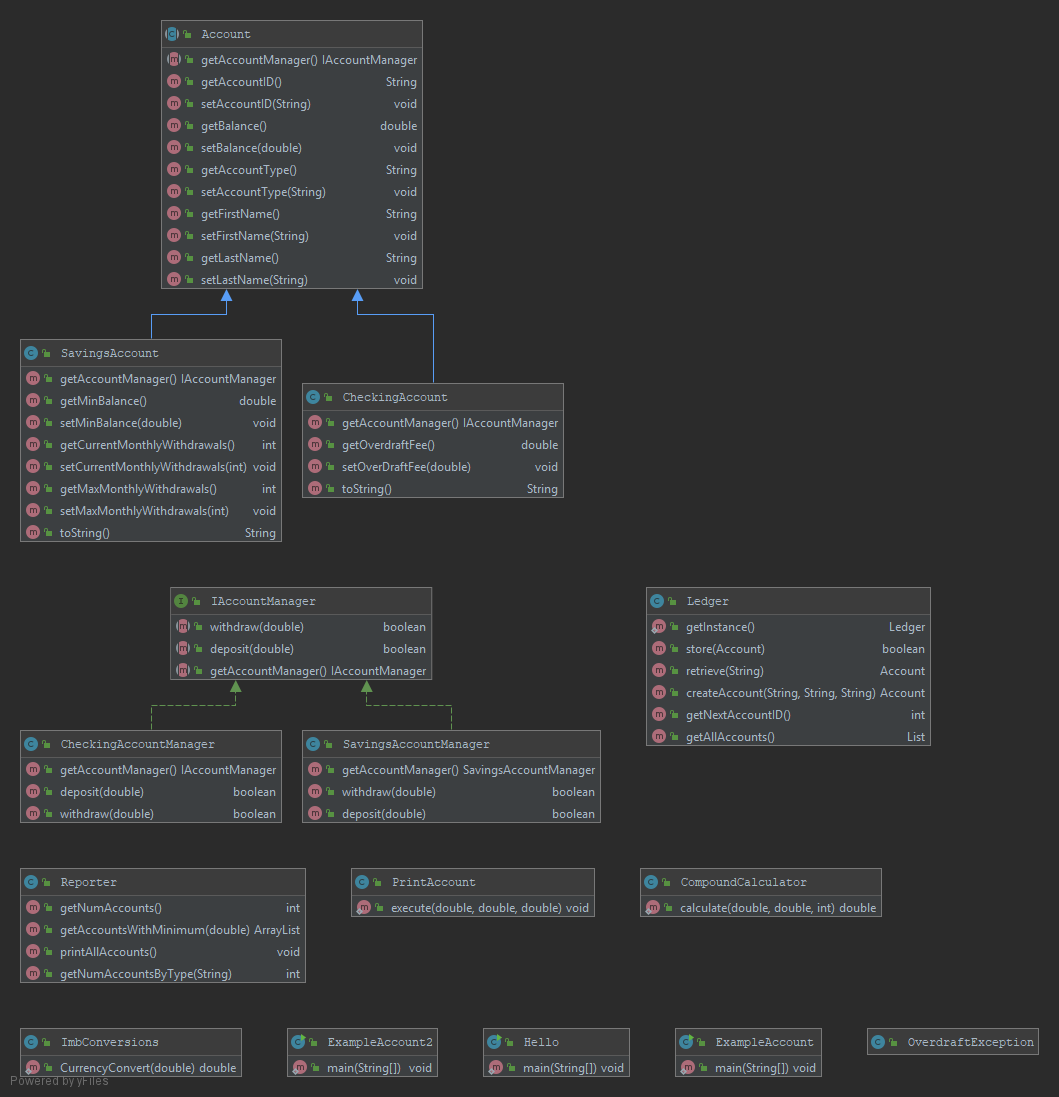 Account
getAccountManager() IAccountManager
getAccountID() String
setAccountID(String) void
getBalance() double
setBalance(double) void
getAccountType() String
setAccountType(String) void
getFirstName() String
setFirstName(String) void
getLastName() String
setLastName(String) void
SavingsAccount
getAccountManager() IAccountManager
getMinBalance() double
setMinBalance(double) void
getCurrentMonthlyWithdrawals() int
setCurrentMonthlyWithdrawals(int) void
getMaxMonthlyWithdrawals() int
setMaxMonthlyWithdrawals(int) void
toString() String
CheckingAccount
getAccountManager() IAccountManager
getOverdraftFee() double
setOverDraftFee(double) void
toString() String
IAccountManager
withdraw(double) boolean
deposit(double) boolean
getAccountManager() IAccountManager
Ledger
getInstance() Ledger
store(Account) boolean
retrieve(String) Account
createAccount(String, String, String) Account
getNextAccountID() int
getAllAccounts() List
CheckingAccountManager
getAccountManager() IAccountManager
deposit(double) boolean
withdraw(double) boolean
SavingsAccountManager
getAccountManager() SavingsAccountManager
withdraw(double) boolean
deposit(double) boolean
Reporter
getNumAccounts() int
getAccountsWithMinimum(double) ArrayList
printAllAccounts() void
getNumAccountsByType(String) int
PrintAccount
execute(double, double, double) void
CompoundCalculator
calculate(double, double, int) double
ImbConversions
CurrencyConvert(double) double
ExampleAccount2
main(String[]) void
Hello
main(String[]) void
ExampleAccount
main(String[]) void
OverdraftException
Powered by yFiles